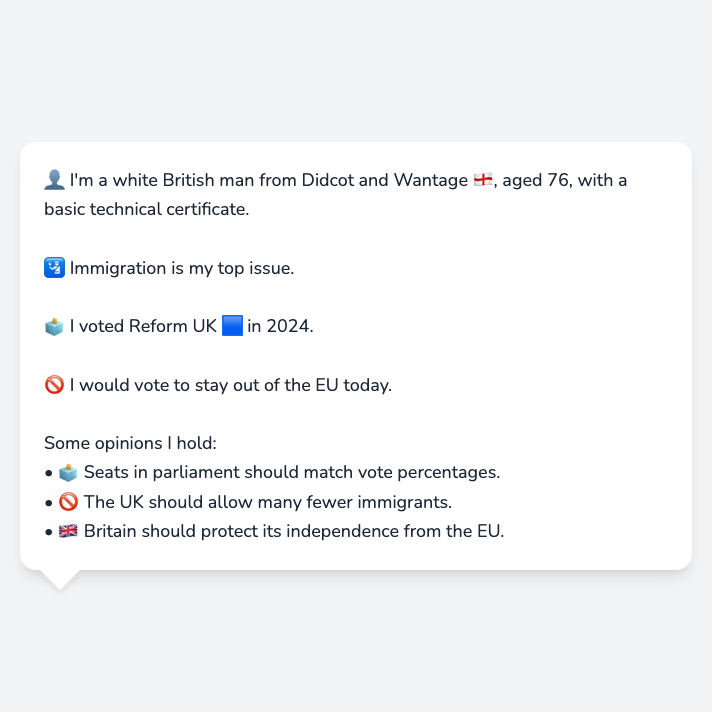 👤 I'm a white British man from Didcot and Wantage 🏴󠁧󠁢󠁥󠁮󠁧󠁿, aged 76, with a
basic technical certificate.
🛂 Immigration is my top issue.
🗳️ I voted Reform UK 🟦 in 2024.
🚫 I would vote to stay out of the EU today.
Some opinions I hold:
• 🗳️ Seats in parliament should match vote percentages.
• 🚫 The UK should allow many fewer immigrants.
• 🇬🇧 Britain should protect its independence from the EU.